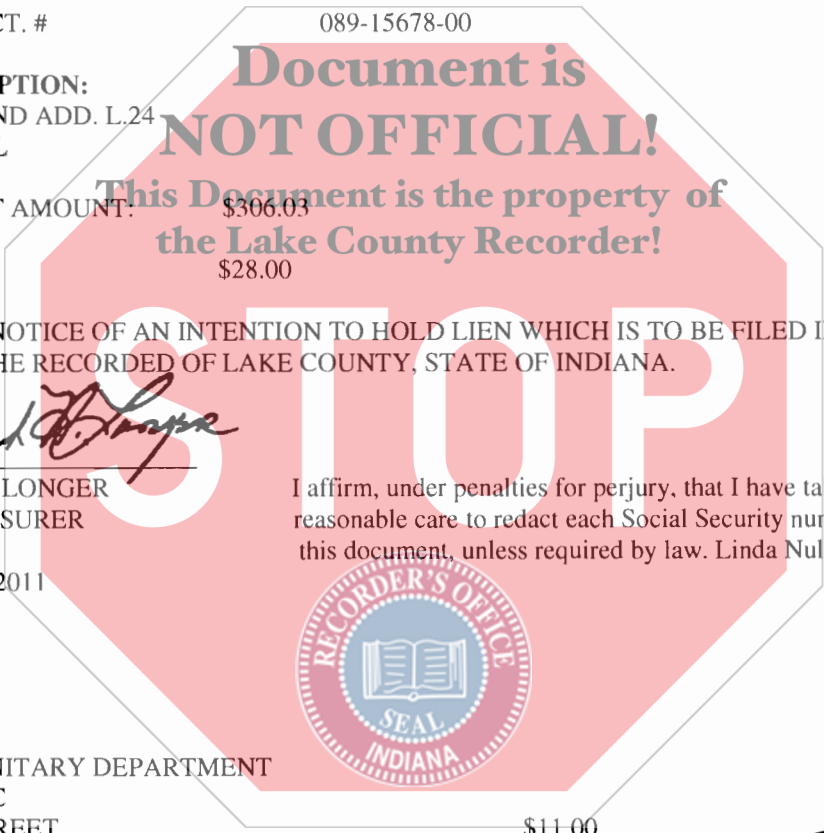 CT. # 089-15678-00
Document is
PTION:
ND ADD. L.24
NOT OFFICIAL!
L
This Document is the property of
T AMOUNT: $306.03
the Lake County Recorder!
$28.00
STOP
NOTICE OF AN INTENTION TO HOLD LIEN WHICH IS TO BE FILED I
HE RECORDED OF LAKE COUNTY, STATE OF INDIANA.
LONGER
SURER
I affirm, under penalties for perjury, that I have ta
reasonable care to redact each Social Security nu
this document, unless required by law. Linda Nul
2011
RECORDER'S OFFICE
SEAL
INDIANA
NITARY DEPARTMENT
C
REET
$11.00